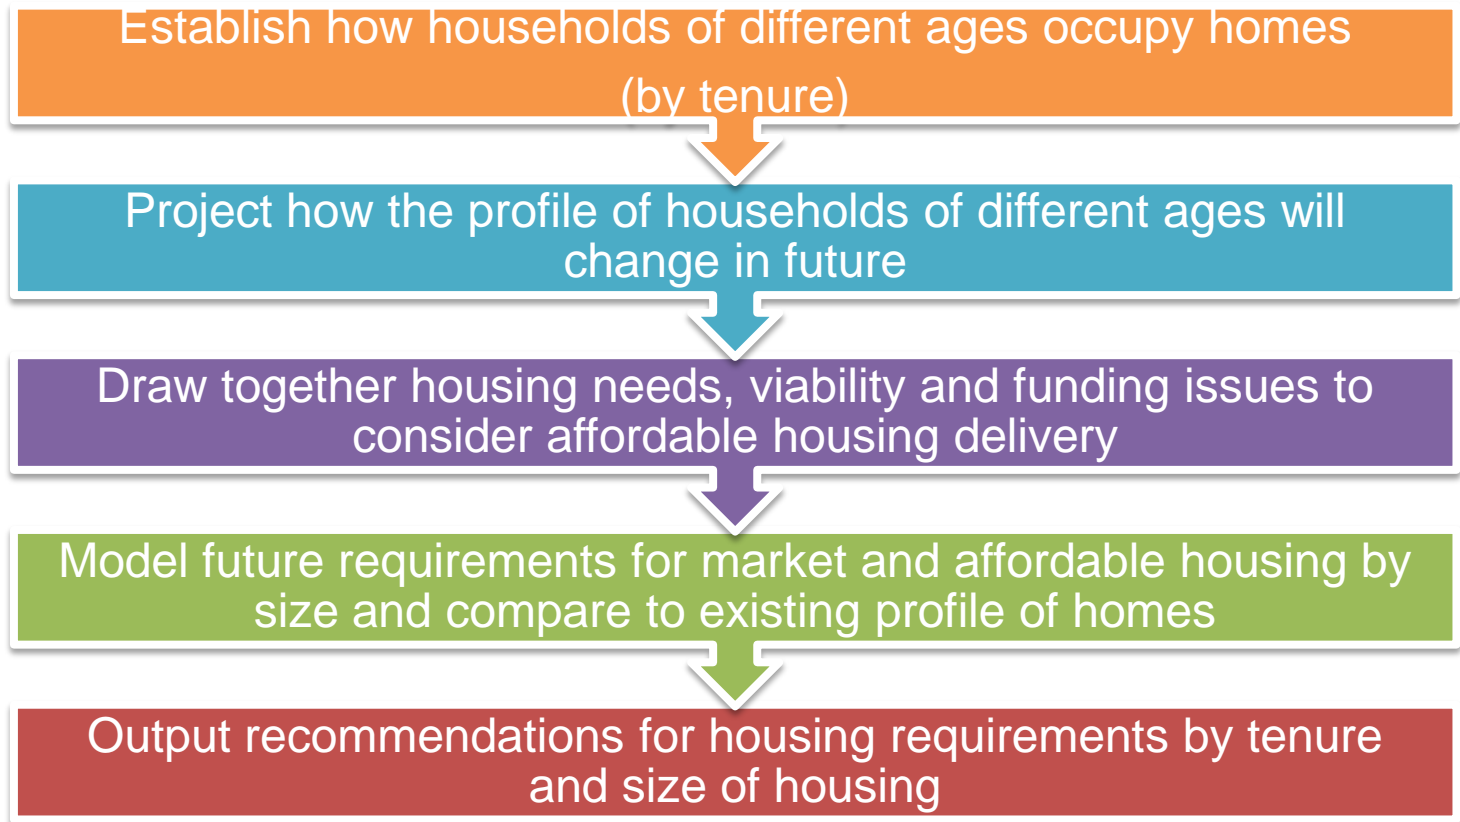 Establish how households of different ages occupy homes
(by tenure)
Project how the profile of households of different ages will
change in future
Draw together housing needs, viability and funding issues to
consider affordable housing delivery
Model future requirements for market and affordable housing by
size and compare to existing profile of homes
Output recommendations for housing requirements by tenure
and size of housing